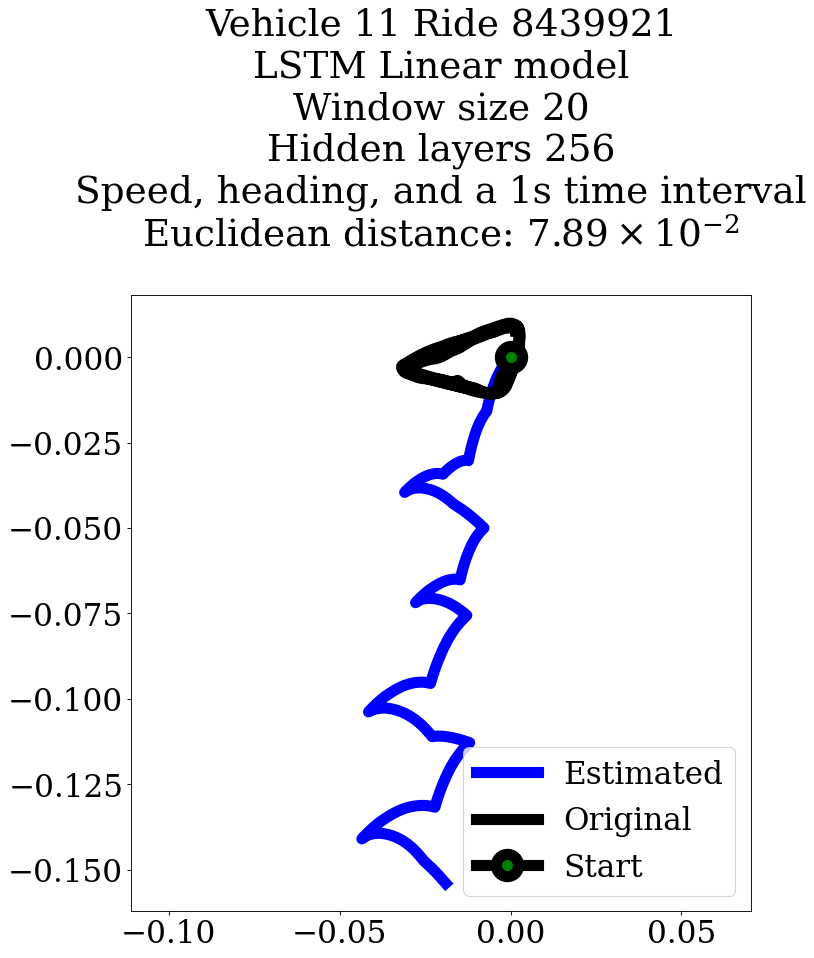 Vehicle 11 Ride 8439921
LSTM Linear model
Window size 20
Hidden layers 256
Speed, heading, and a 1s time interval
Euclidean distance: 7.89 × 10⁻²
0.000
−0.025
−0.050
−0.075
−0.100
−0.125
−0.150
Estimated
Original
Start
−0.10 −0.05 0.00 0.05